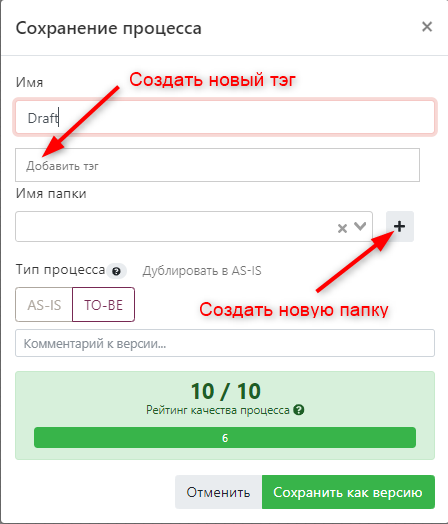 Сохранение процесса ×
Имя
Создать новый тэг
Draft
Добавить тэг
Имя папки
Тип процесса ? Дублировать в AS-IS
AS-IS TO-BE
Создать новую папку
Комментарий к версии...
10 / 10
Рейтинг качества процесса ?
6
Отменить Сохранить как версию